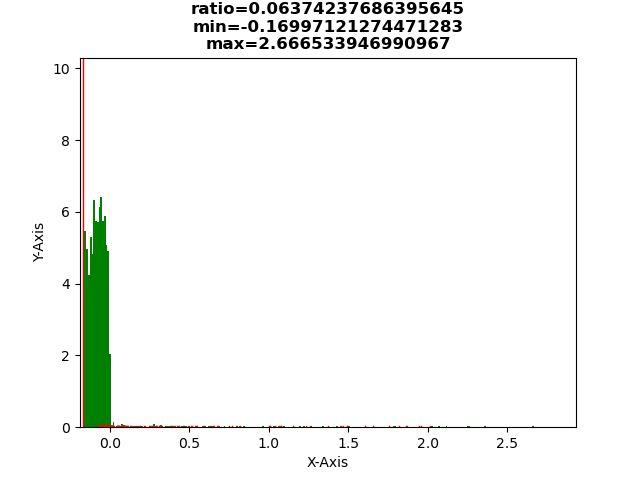 ratio=0.06374237686395645
min=-0.16997121274471283
max=2.666533946990967
10
8
6
4
2
0
Y-Axis
0.0 0.5 1.0 1.5 2.0 2.5
X-Axis